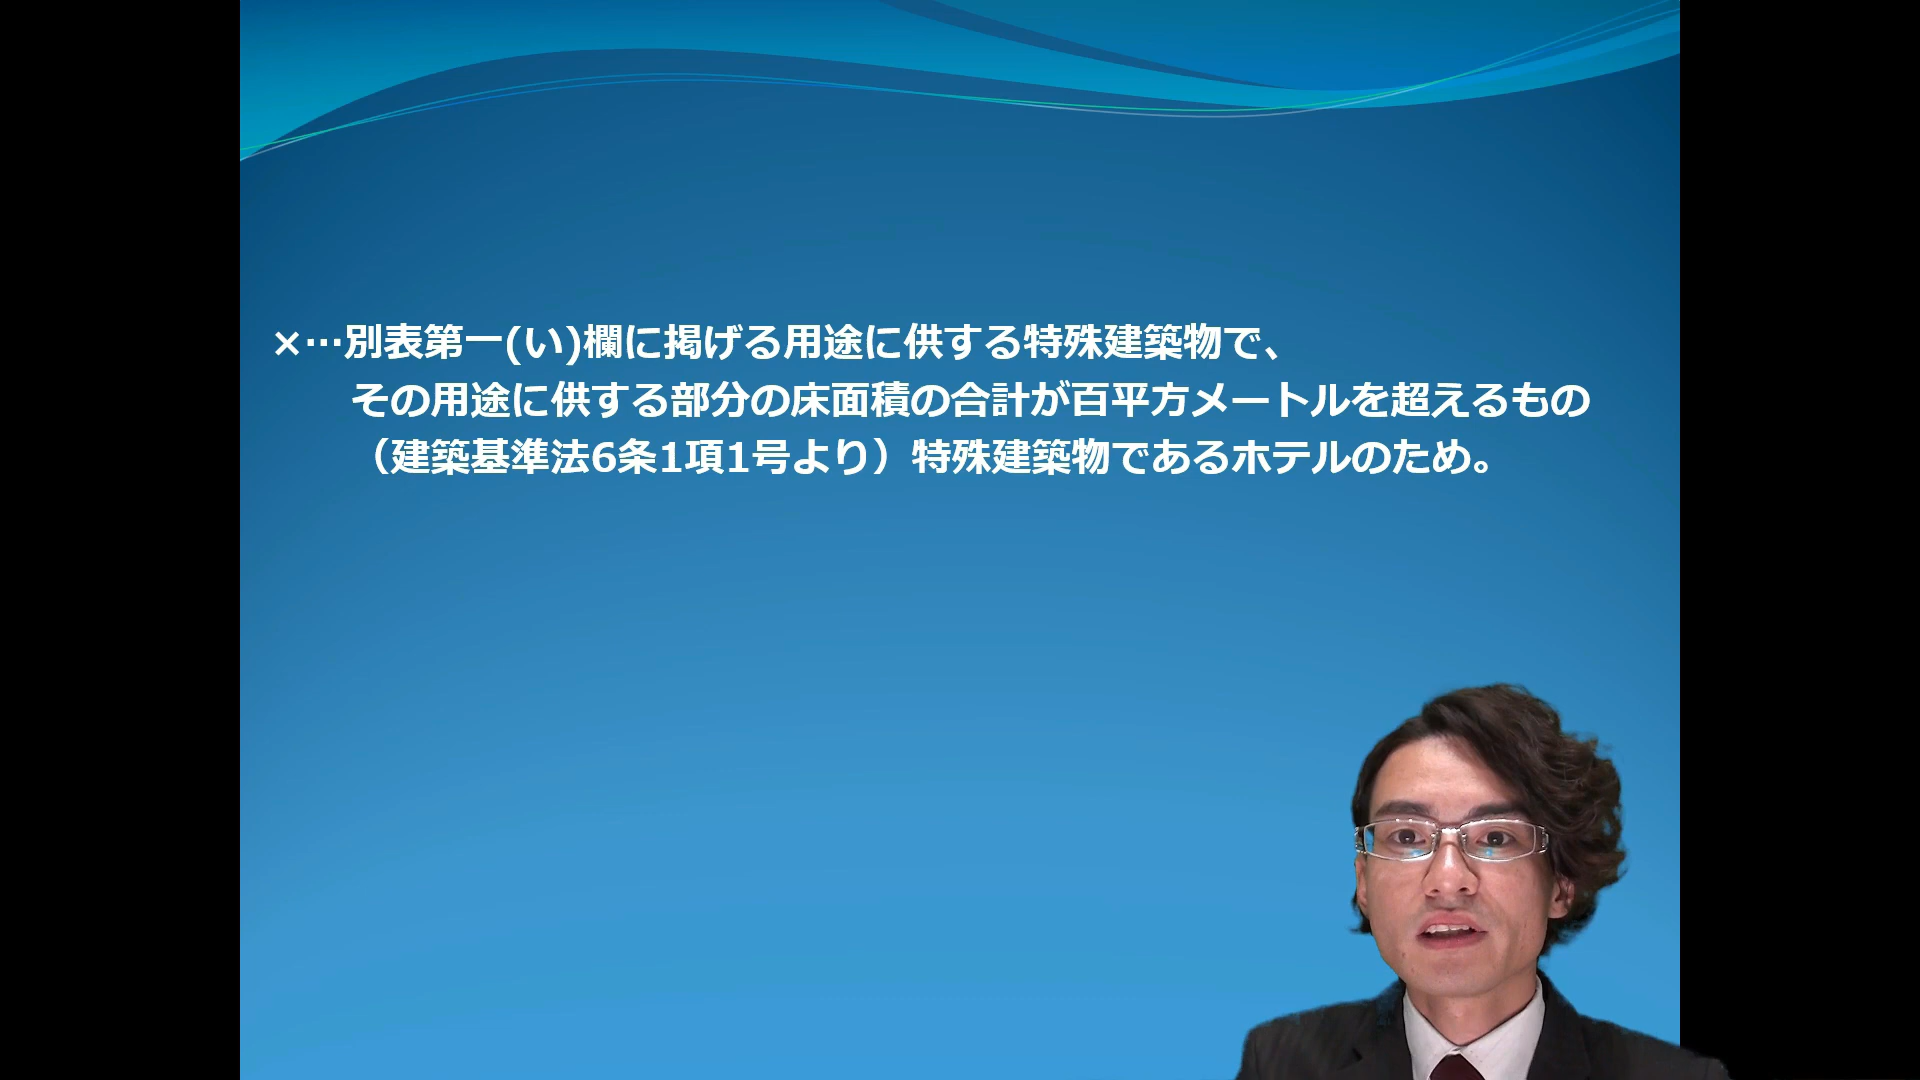 ×…別表第一(い)欄に掲げる用途に供する特殊建築物で、
その用途に供する部分の床面積の合計が百平方メートルを超えるもの
（建築基準法6条1項1号より）特殊建築物であるホテルのため。